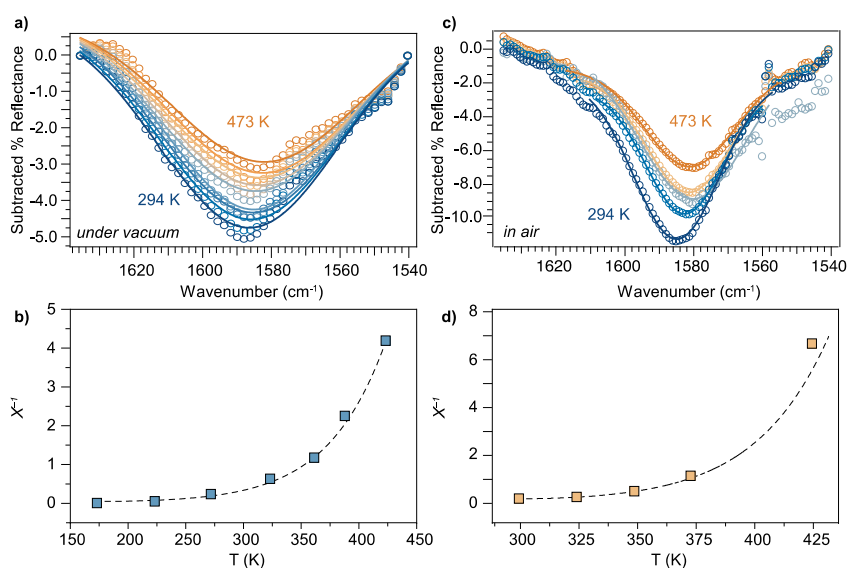 a)
Subtracted % Reflectance
0.0
-1.0
-2.0
-3.0
-4.0
-5.0
473 K
294 K
under vacuum
1620 1600 1580 1560 1540
Wavenumber (cm⁻¹)
c)
Subtracted % Reflectance
0.0
-2.0
-4.0
-6.0
-8.0
-10.0
473 K
294 K
in air
1620 1600 1580 1560 1540
Wavenumber (cm⁻¹)
b)
X⁻¹
5
4
3
2
1
0
150 200 250 300 350 400 450
T (K)
d)
X⁻¹
8
6
4
2
0
300 325 350 375 400 425
T (K)